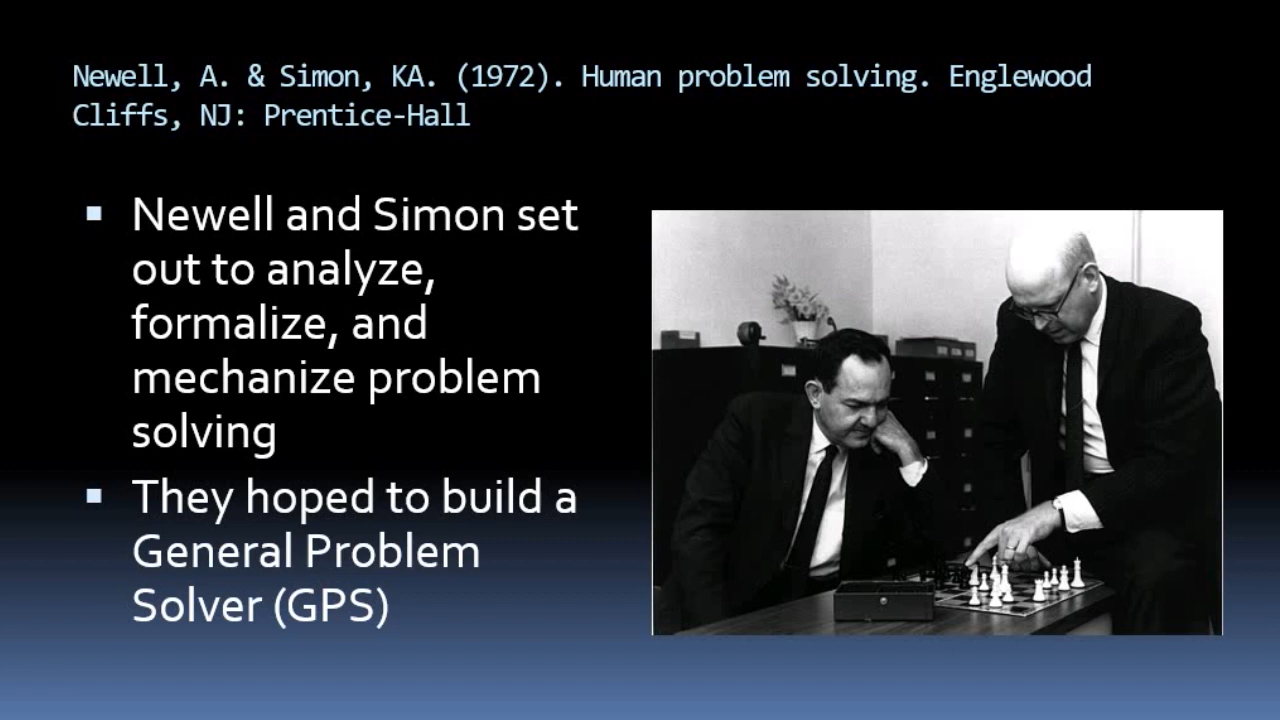 Newell, A. & Simon, KA. (1972). Human problem solving. Englewood
Cliffs, NJ: Prentice-Hall
▪ Newell and Simon set
out to analyze,
formalize, and
mechanize problem
solving
▪ They hoped to build a
General Problem
Solver (GPS)